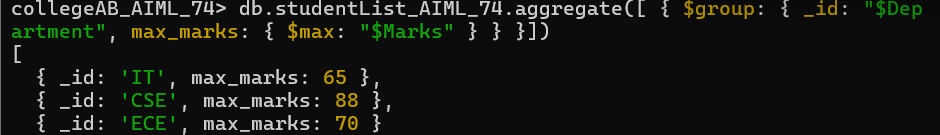 collegeAB_AIML_74> db.studentList_AIML_74.aggregate([ { $group: { _id: "$Dep
artment", max_marks: { $max: "$Marks" } } }])
[
  { _id: 'IT', max_marks: 65 },
  { _id: 'CSE', max_marks: 88 },
  { _id: 'ECE', max_marks: 70 }